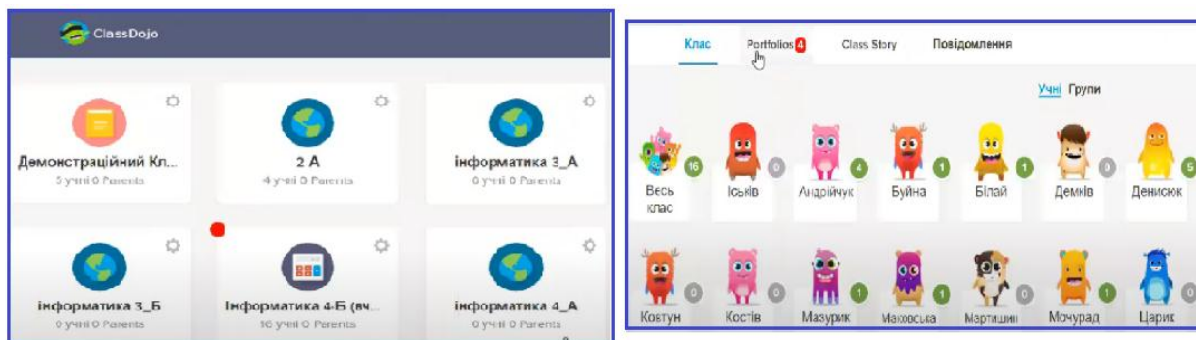 ClassDojo
Демонстраційний Кл...
5 учні 0 Parents
2 А
4 учні 0 Parents
інформатика 3_А
0 учні 0 Parents
інформатика 3_Б
0 учні 0 Parents
Інформатика 4-Б (вч...
16 учні 0 Parents
інформатика 4_А
0 учні 0 Parents
Клас Portfolios 4 Class Story Повідомлення
Учні Групи
16 0 4 1 1 0 5
Весь клас
Іськів
Андрійчук
Буйна
Білай
Демків
Денисюк
0 0 1 1 0 1 0
Ковтун
Костів
Мазурик
Маковська
Мартишин
Мочурад
Царик